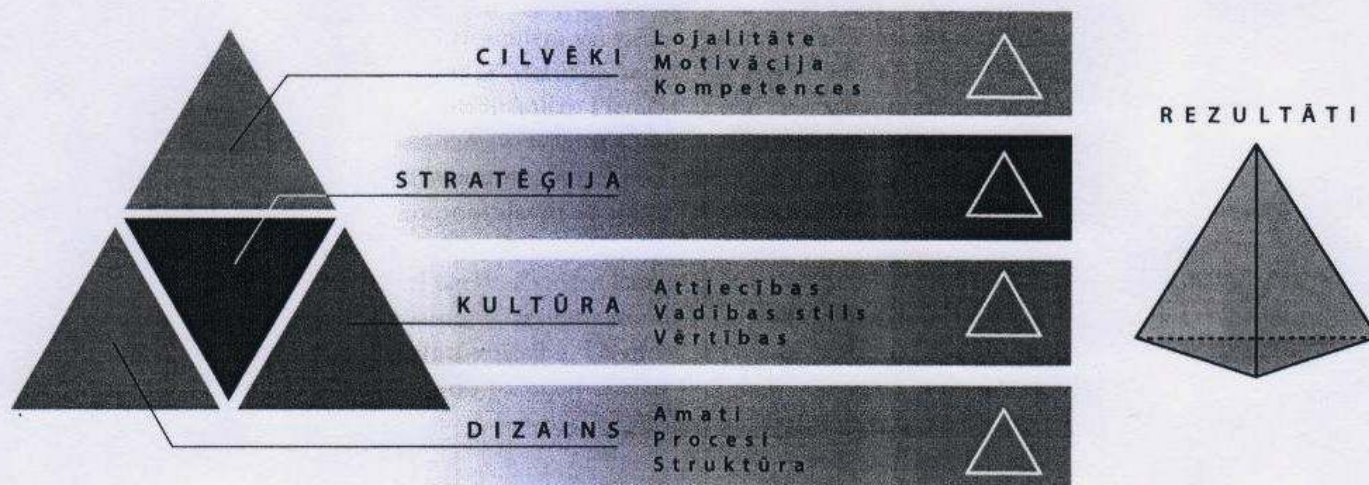 CILVĒKI
Lojalitāte
Motivācija
Kompetences
STRATĒĢIJA
KULTŪRA
Attiecības
Vadības stils
Vērtības
DIZAINS
Amati
Procesi
Struktūra
REZULTĀTI